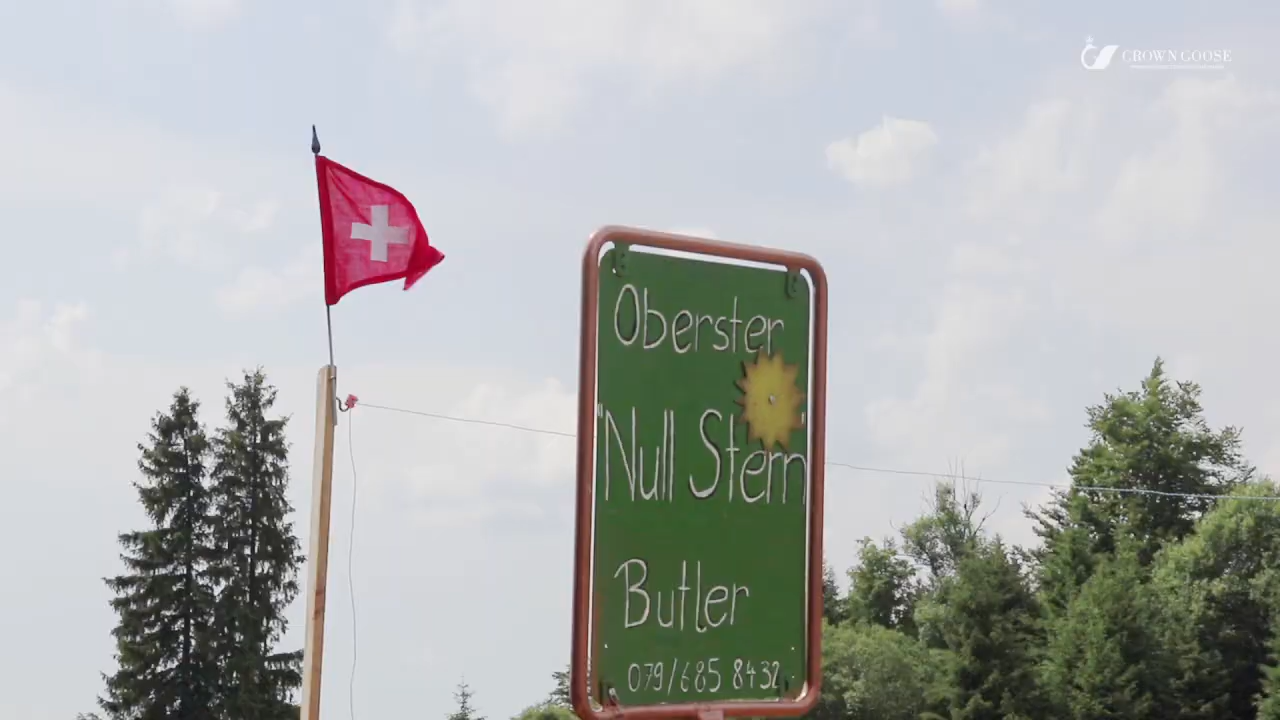 CROWN GOOSE
Oberster
"Null Stern"
Butler
079/685 8432